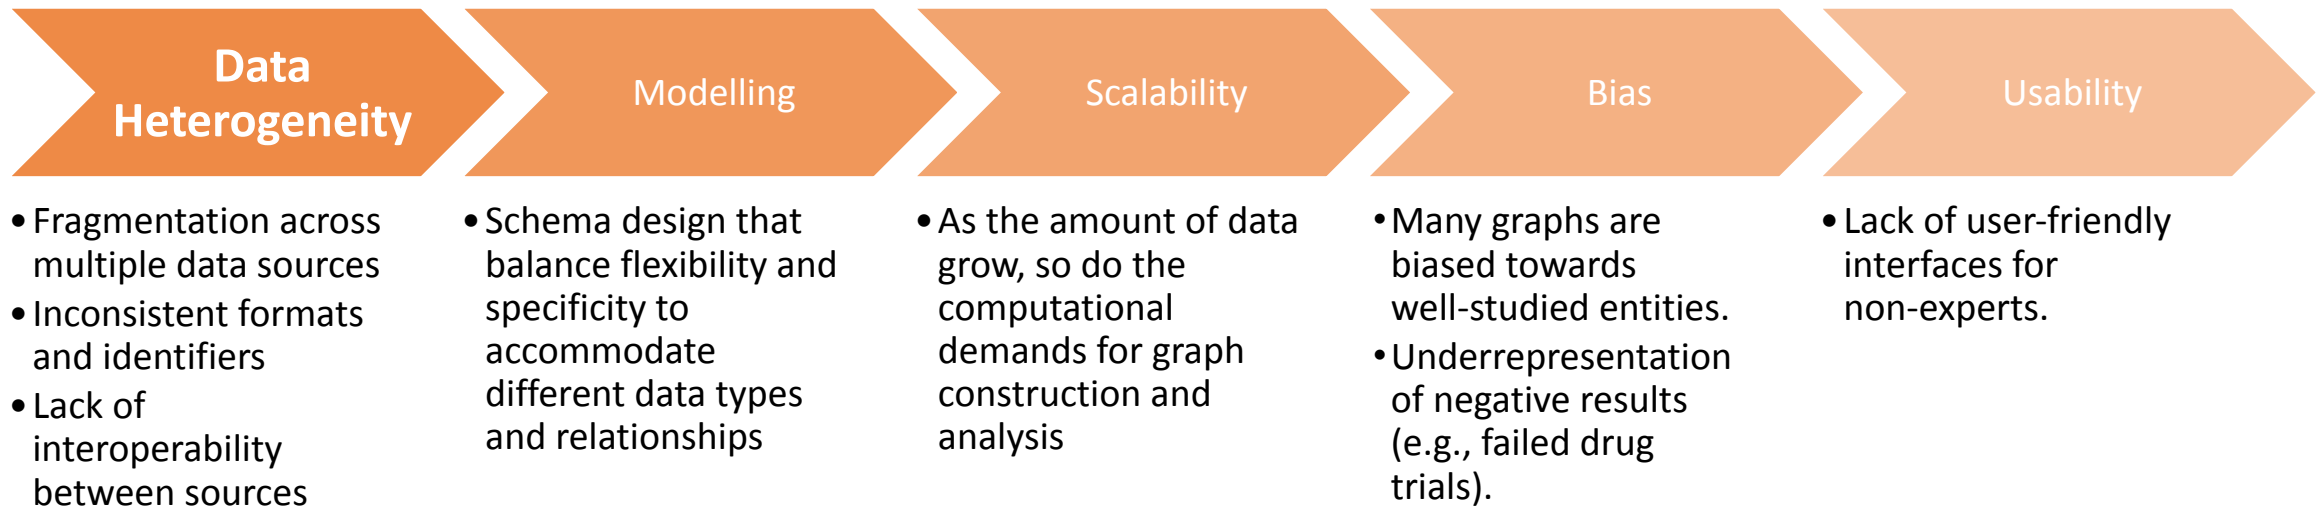 Data
Heterogeneity
• Fragmentation across
multiple data sources
• Inconsistent formats
and identifiers
• Lack of
interoperability
between sources
Modelling
• Schema design that
balance flexibility and
specificity to
accommodate
different data types
and relationships
Scalability
• As the amount of data
grow, so do the
computational
demands for graph
construction and
analysis
Bias
• Many graphs are
biased towards
well-studied entities.
• Underrepresentation
of negative results
(e.g., failed drug
trials).
Usability
• Lack of user-friendly
interfaces for
non-experts.